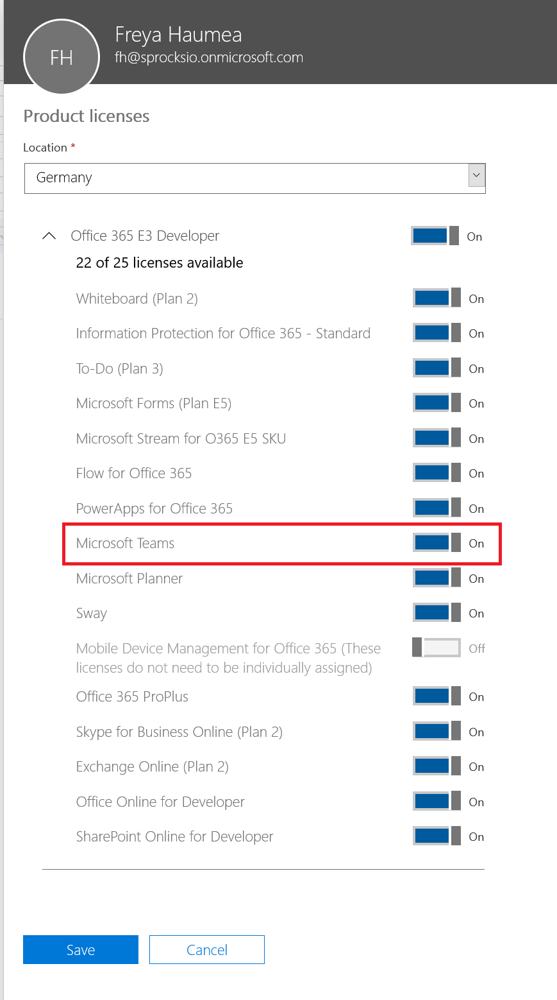 FH
Freya Haumea
fh@sprocksio.onmicrosoft.com
Product licenses
Location *
Germany
Office 365 E3 Developer On
22 of 25 licenses available
Whiteboard (Plan 2) On
Information Protection for Office 365 - Standard On
To-Do (Plan 3) On
Microsoft Forms (Plan E5) On
Microsoft Stream for O365 E5 SKU On
Flow for Office 365 On
PowerApps for Office 365 On
Microsoft Teams On
Microsoft Planner On
Sway On
Mobile Device Management for Office 365 (These Off
licenses do not need to be individually assigned)
Office 365 ProPlus On
Skype for Business Online (Plan 2) On
Exchange Online (Plan 2) On
Office Online for Developer On
SharePoint Online for Developer On
Save Cancel